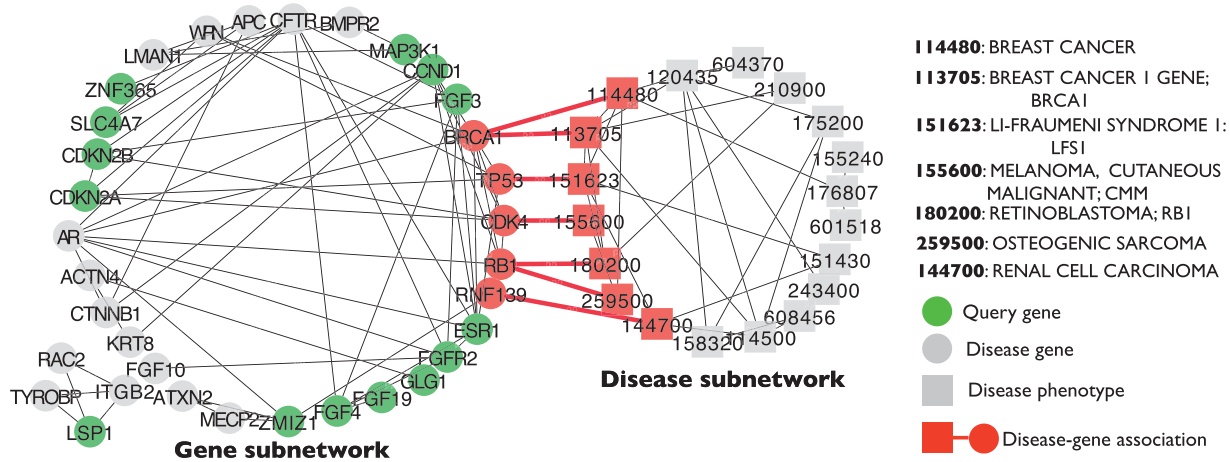 WRN
APC
CFTR
BMPR2
LMAN1
MAP3K1
CCND1
ZNF365
FGF3
SLC4A7
BRCA1
CDKN2B
TP53
CDKN2A
CDK4
AR
RB1
ACTN4
RNF139
CTNNB1
ESR1
KRT8
RAC2
FGF10
FGFR2
TYROBP
ITGB2
ATXN2
GLG1
FGF19
MECP2
ZMIZ1
FGF4
LSP1
Gene subnetwork
604370
120435
210900
114480
175200
113705
155240
151623
176807
155600
601518
180200
151430
259500
243400
144700
608456
158320
114500
Disease subnetwork
114480: BREAST CANCER
113705: BREAST CANCER 1 GENE;
BRCA1
151623: LI-FRAUMENI SYNDROME 1:
LFS1
155600: MELANOMA, CUTANEOUS
MALIGNANT; CMM
180200: RETINOBLASTOMA; RB1
259500: OSTEOGENIC SARCOMA
144700: RENAL CELL CARCINOMA
Query gene
Disease gene
Disease phenotype
Disease-gene association